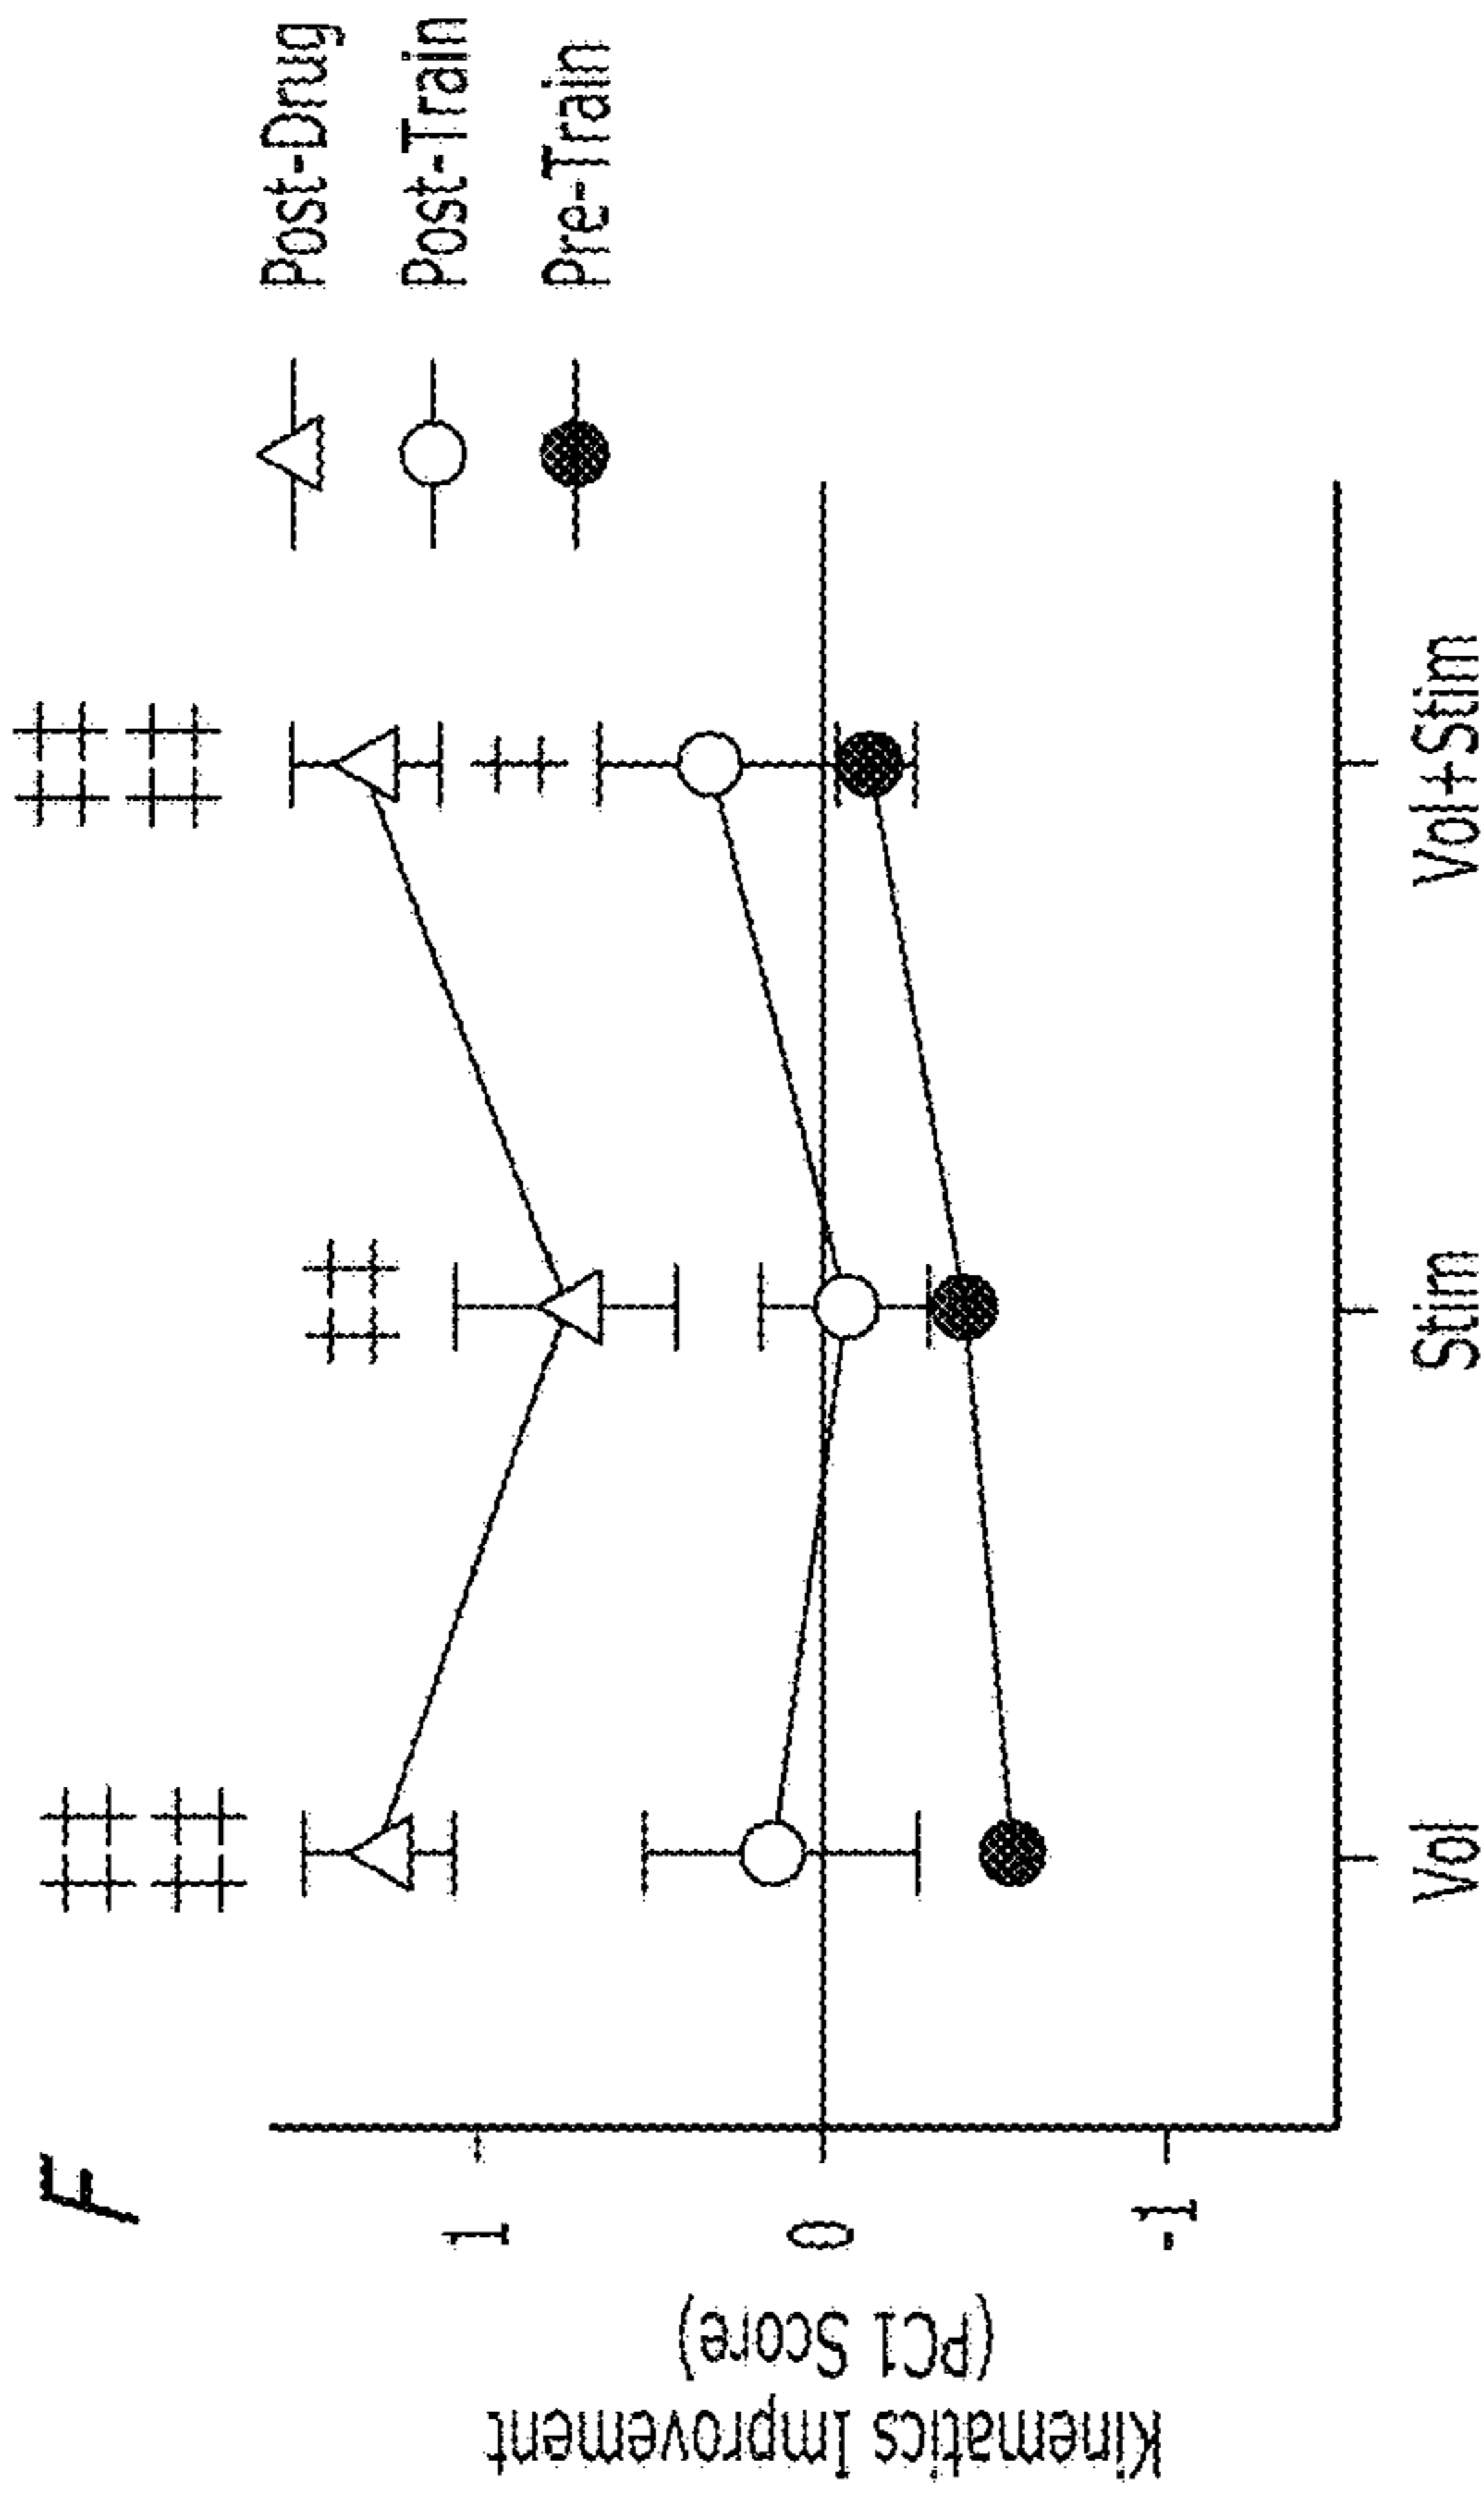 F
Kinematics Improvement
(PC1 Score)
1
0
-1
‡‡
‡‡
‡‡
‡‡
‡‡
‡
Vol
Stim
Vol+Stim
Post-Drug
Post-Train
Pre-Train